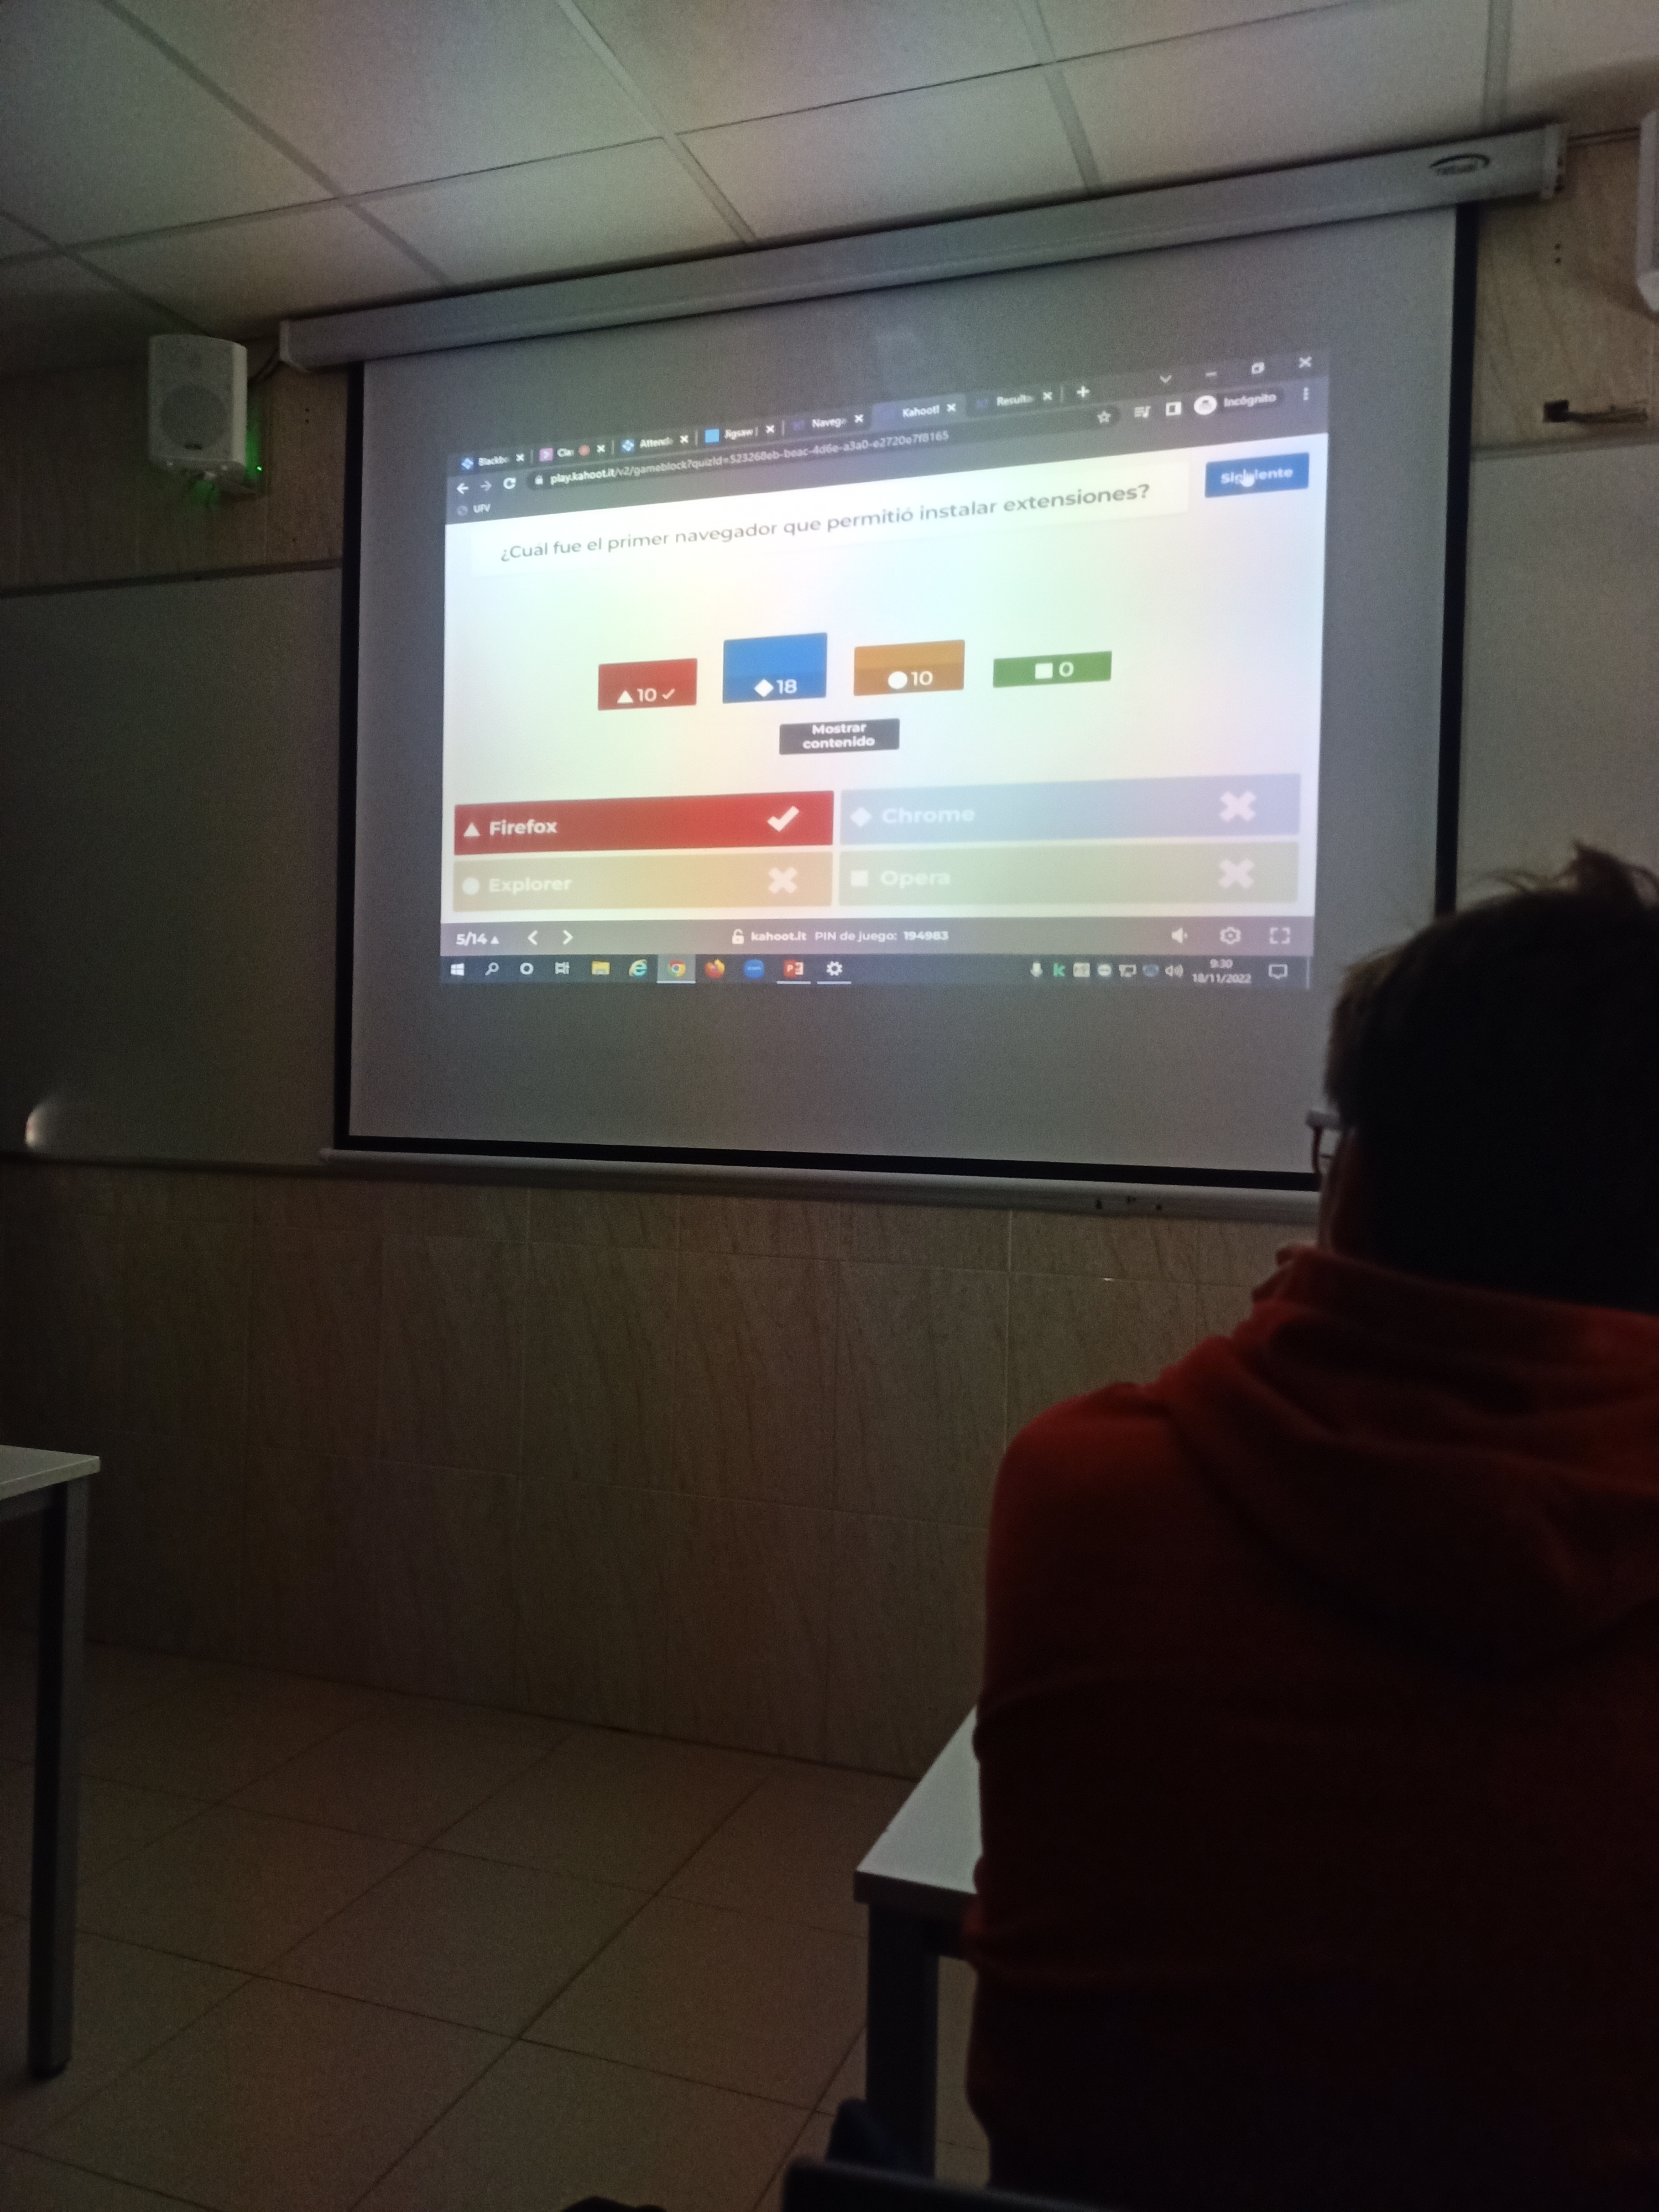 Blackb
Cla
Attend
Jigsaw
Navega
Kahoot!
Resulta
play.kahoot.it/v2/gameblock?quizId=523268eb-beac-4d6e-a3a0-e2720e7f8165
Incógnito
UFV
¿Cuál fue el primer navegador que permitió instalar extensiones?
Siguiente
10
18
10
0
Mostrar
contenido
Firefox
Chrome
Explorer
Opera
5/14
kahoot.it PIN de juego: 194983
9:30
18/11/2022